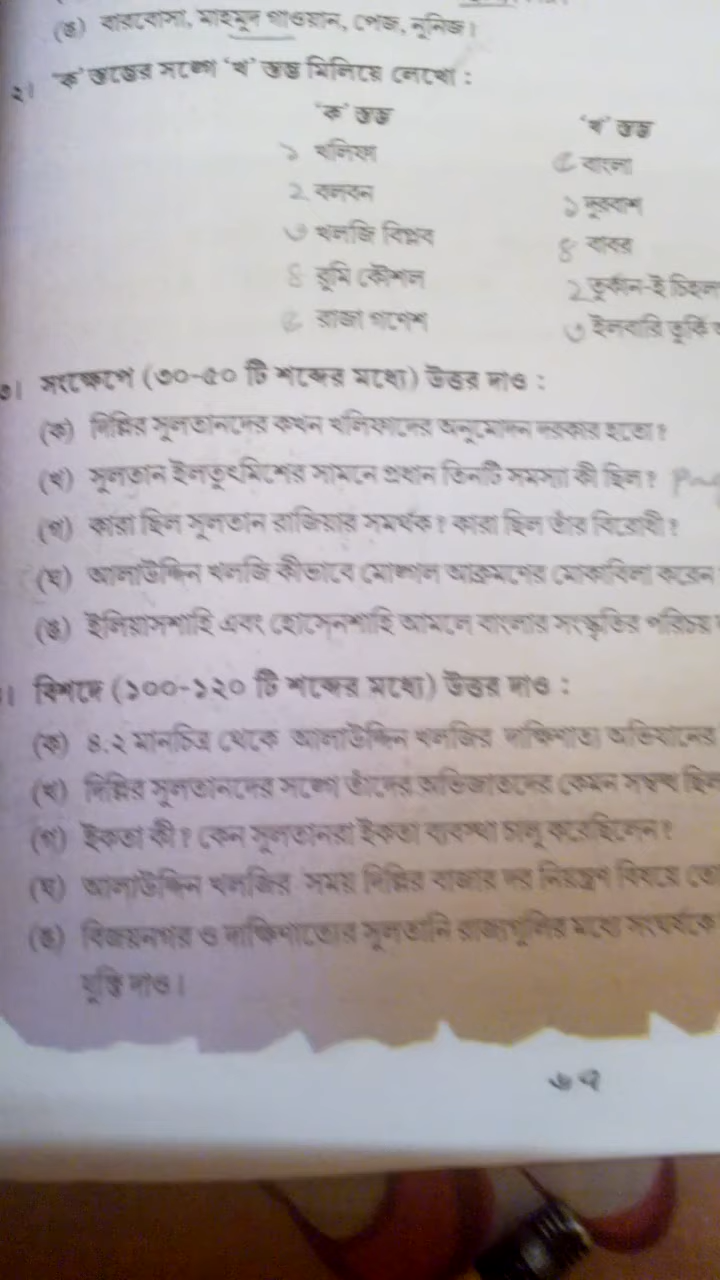 (ঙ) বারবোসা, মাহমুদ গাওয়ান, পেজ, নুনিজ।
২। 'ক' স্তম্ভের সঙ্গে 'খ' স্তম্ভ মিলিয়ে লেখো :
'ক' স্তম্ভ 'খ' স্তম্ভ
১ খলিফা ৫ বাংলা
২ বলবন ১ দূরবাশ
৩ খলজি বিপ্লব ৪ বাবর
৪ রুমি কৌশল ২ তুর্কান-ই চিহল
৫ রাজা গণেশ ৩ ইলবারি তুর্কি
৩। সংক্ষেপে (৩০-৫০ টি শব্দের মধ্যে) উত্তর দাও :
(ক) দিল্লির সুলতানদের কখন খলিফাদের অনুমোদন দরকার হতো?
(খ) সুলতান ইলতুৎমিশের সামনে প্রধান তিনটি সমস্যা কী ছিল?
(গ) কারা ছিল সুলতান রাজিয়ার সমর্থক? কারা ছিল তাঁর বিরোধী?
(ঘ) আলাউদ্দিন খলজি কীভাবে মোঙ্গল আক্রমণের মোকাবিলা করেন
(ঙ) ইলিয়াসশাহি এবং হোসেনশাহি আমলে বাংলার সংস্কৃতির পরিচয়
। বিশদে (১০০-১২০ টি শব্দের মধ্যে) উত্তর দাও :
(ক) ৪.২ মানচিত্র থেকে আলাউদ্দিন খলজির দাক্ষিণাত্য অভিযানের
(খ) দিল্লির সুলতানদের সঙ্গে তাঁদের অভিজাতদের কেমন সম্বন্ধ ছিল
(গ) ইকতা কী? কেন সুলতানরা ইকতা ব্যবস্থা চালু করেছিলেন?
(ঘ) আলাউদ্দিন খলজির সময় দিল্লির বাজার দর নিয়ন্ত্রণ বিষয়ে
(ঙ) বিজয়নগর ও দাক্ষিণাত্যের সুলতানি রাজ্যগুলির মধ্যে সংঘর্ষকে
যুক্তি দাও।
৬৭